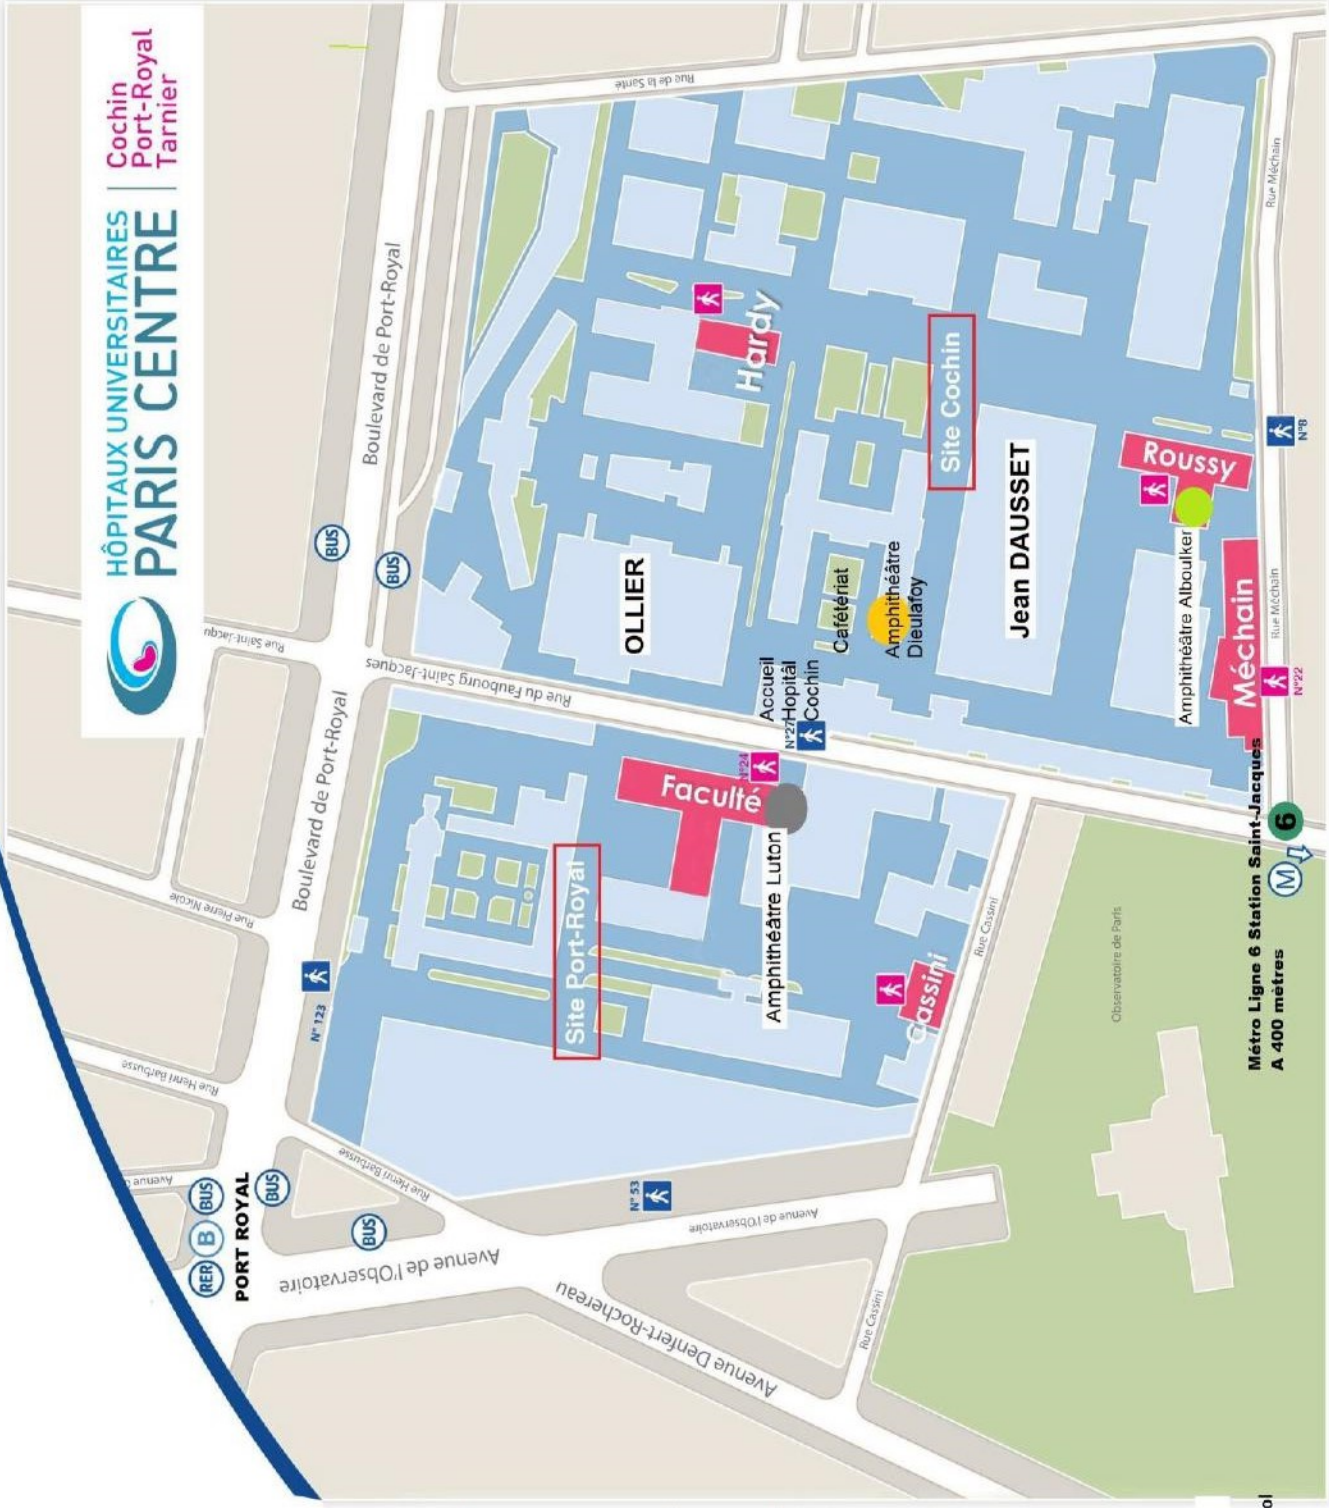 HÔPITAUX UNIVERSITAIRES
PARIS CENTRE
Cochin
Port-Royal
Tarnier
Rue de la Santé
Boulevard de Port-Royal
BUS
BUS
Rue Saint-Jacqu
Boulevard de Port-Royal
Rue du Faubourg Saint-Jacques
Rue Pierre Nicole
Rue Henri Barbusse
N° 123
Avenue d
RER B BUS
PORT ROYAL
BUS
BUS
Rue Henri Barbusse
Avenue de l'Observatoire
N° 53
Avenue de l'Observatoire
Avenue Denfert-Rochereau
Rue Cassini
Rue Cassini
Site Port-Royal
Faculté
N°24
Amphithéâtre Luton
Cassini
Observatoire de Paris
OLLIER
Hardy
Site Cochin
Accueil
Hopitâl
Cochin
N°27
Cafétériat
Amphithéâtre
Dieulafoy
Jean DAUSSET
Roussy
Amphithéâtre Alboulker
Méchain
Rue Méchain
Rue Méchain
N°8
N°22
Métro Ligne 6 Station Saint-Jacques
A 400 mètres
M
6
ol